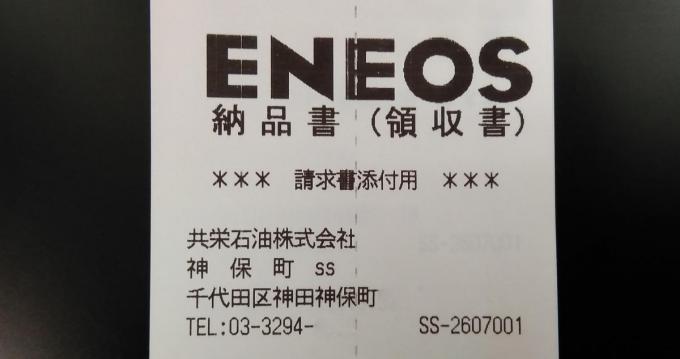 ENEOS
納品書（領収書）
＊＊＊ 請求書添付用 ＊＊＊
共栄石油株式会社
神保町 SS
千代田区神田神保町
TEL:03-3294- SS-2607001